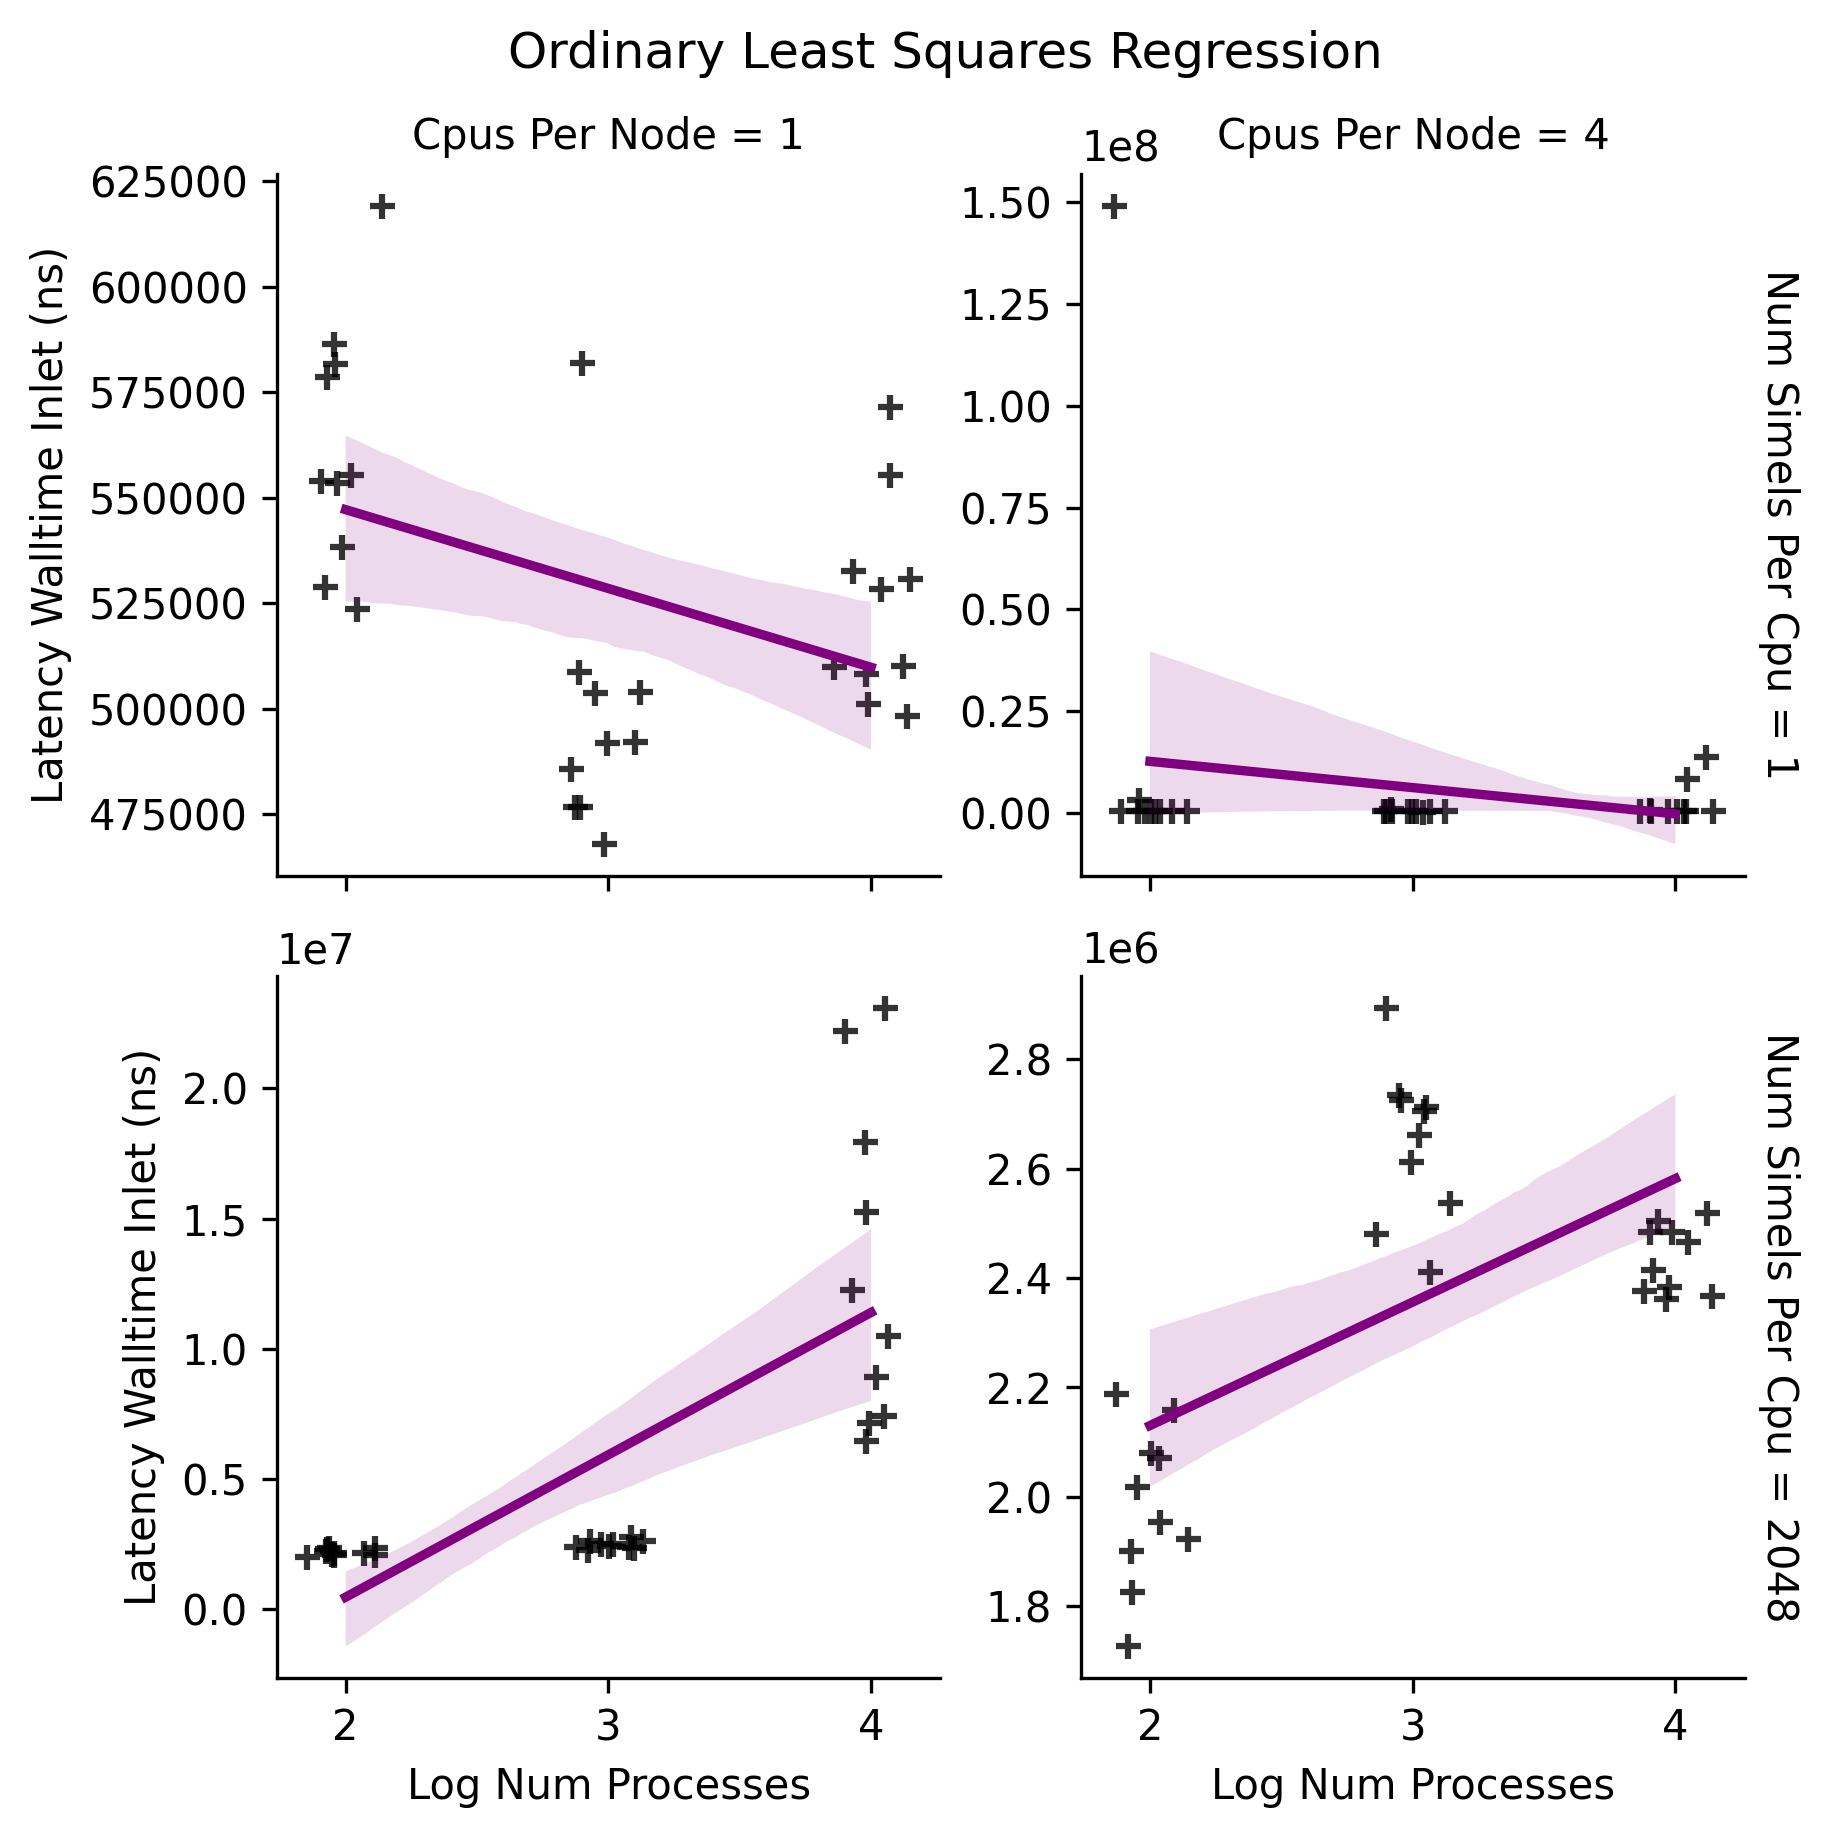 Ordinary Least Squares Regression
Cpus Per Node = 1
Cpus Per Node = 4
1e8
625000
600000
575000
550000
525000
500000
475000
Latency Walltime Inlet (ns)
1.50
1.25
1.00
0.75
0.50
0.25
0.00
Num Simels Per Cpu = 1
1e7
2.0
1.5
1.0
0.5
0.0
Latency Walltime Inlet (ns)
2 3 4
Log Num Processes
1e6
2.8
2.6
2.4
2.2
2.0
1.8
2 3 4
Log Num Processes
Num Simels Per Cpu = 2048